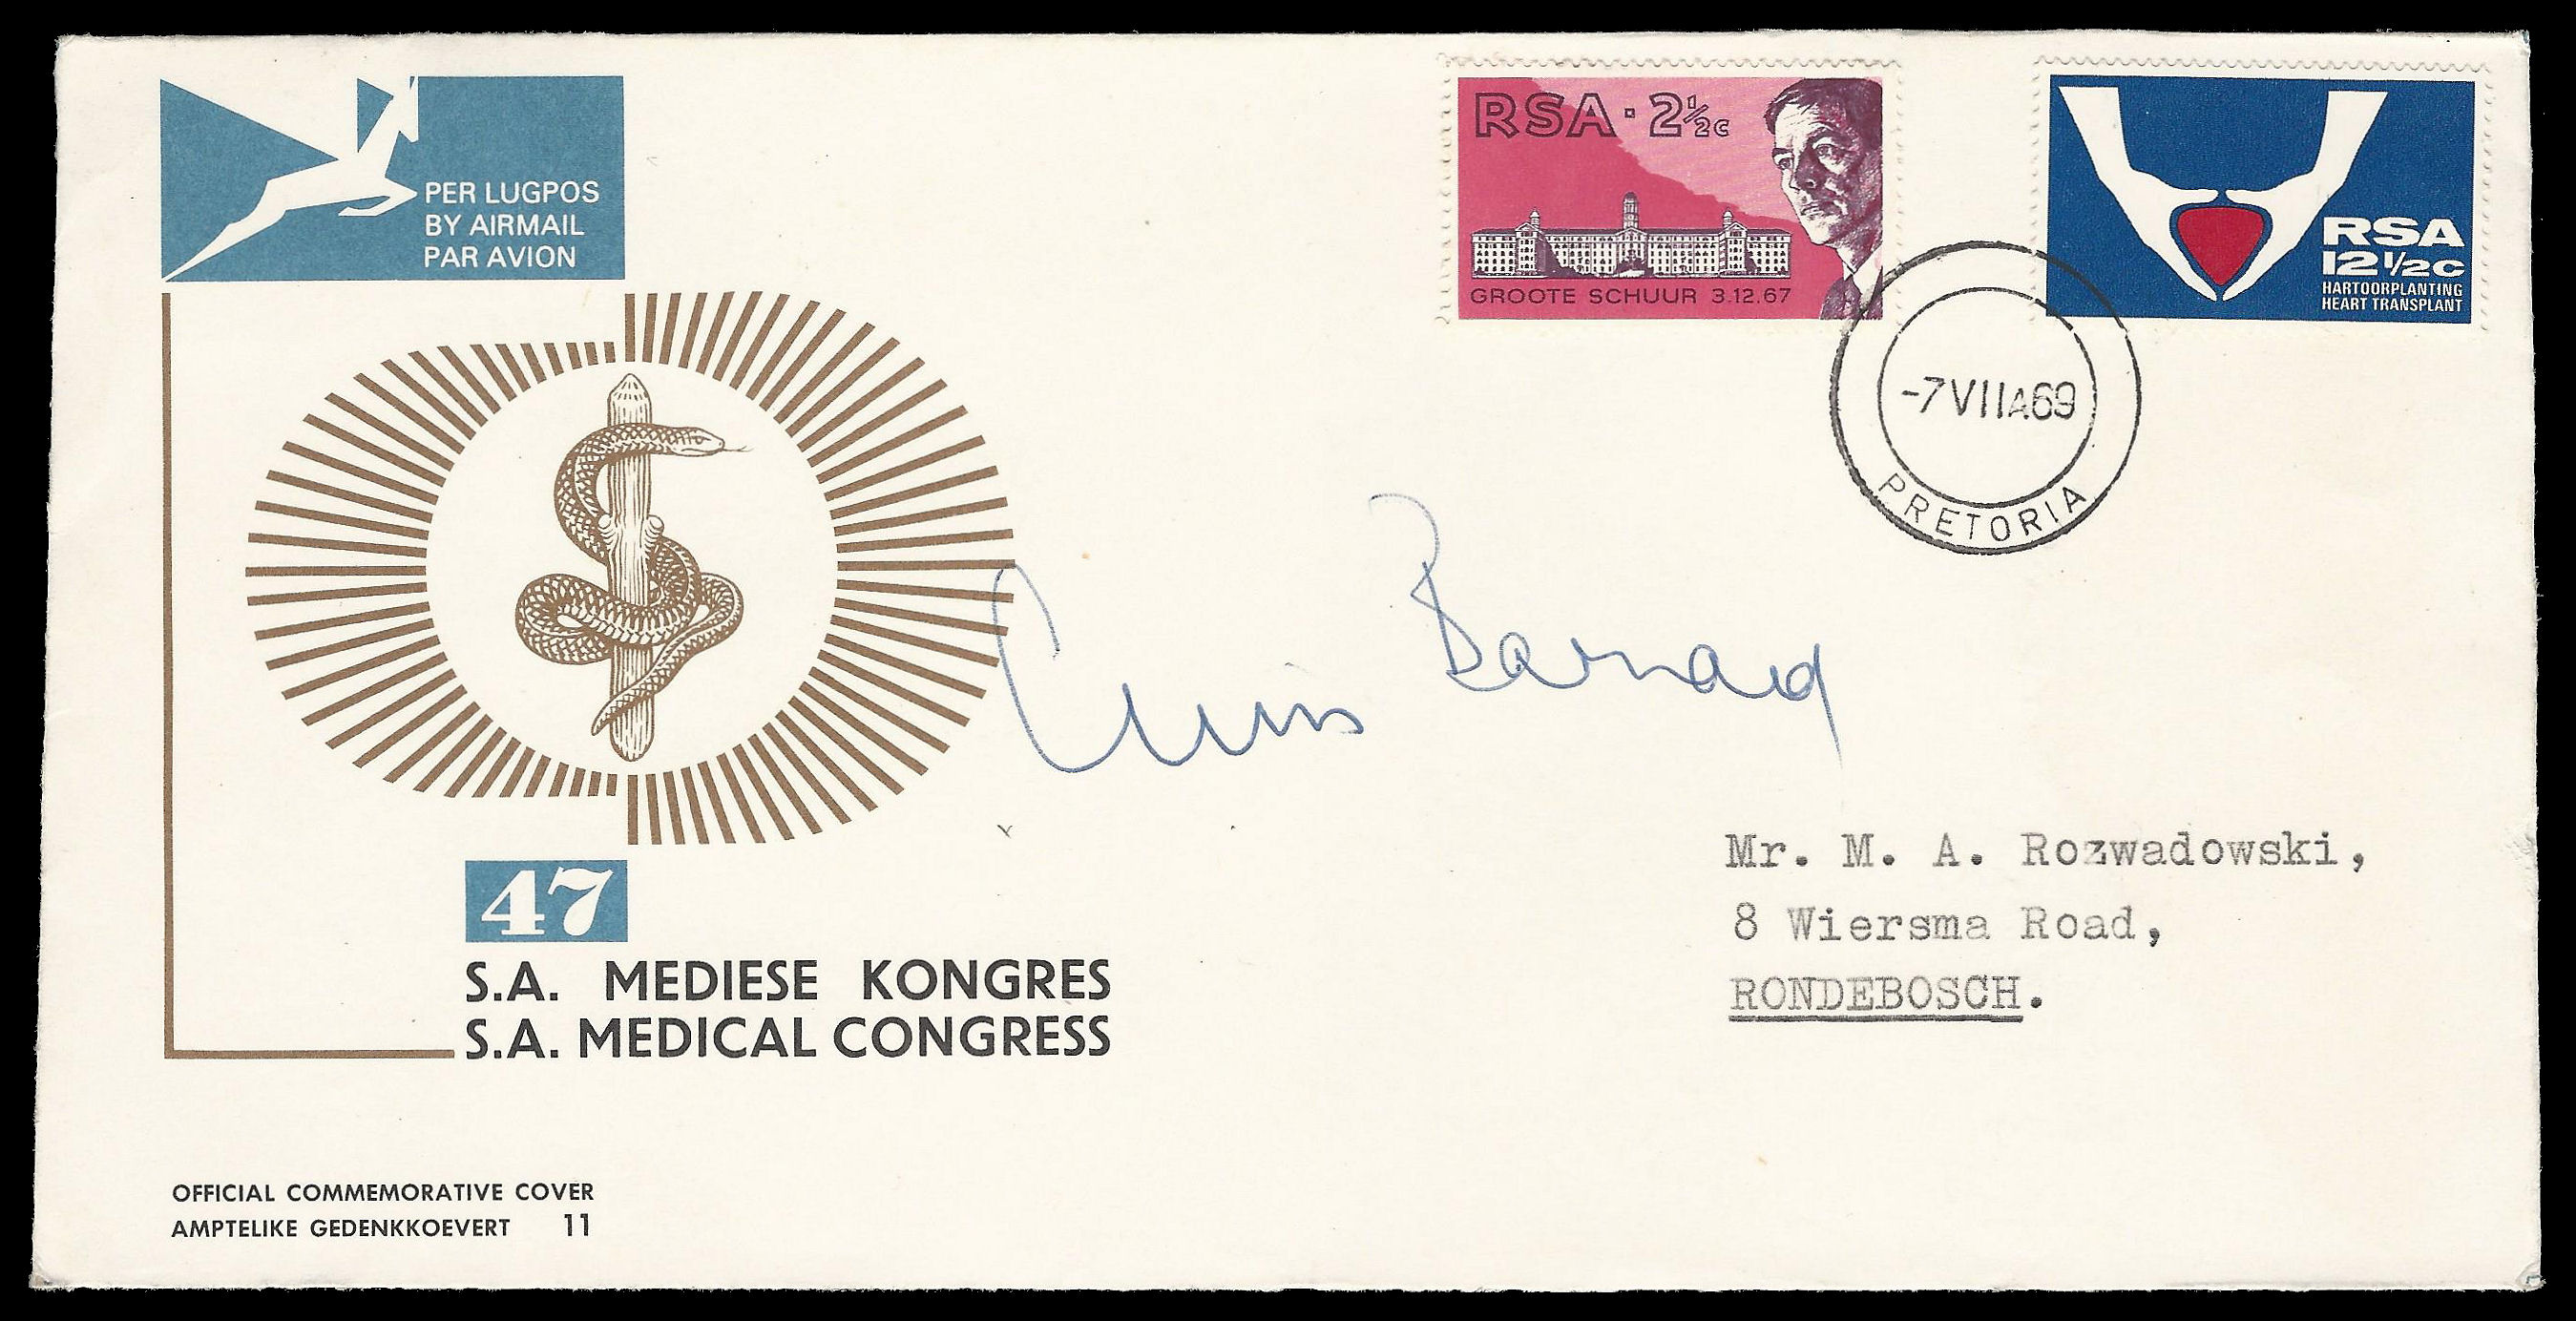 PER LUGPOS
BY AIRMAIL
PAR AVION
RSA · 2½c
GROOTE SCHUUR 3.12.67
RSA
12½c
HARTOORPLANTING
HEART TRANSPLANT
-7 VII A 69
PRETORIA
Chris Barnard
Mr. M. A. Rozwadowski,
8 Wiersma Road,
RONDEBOSCH.
47
S.A. MEDIESE KONGRES
S.A. MEDICAL CONGRESS
OFFICIAL COMMEMORATIVE COVER
AMPTELIKE GEDENKKOEVERT 11